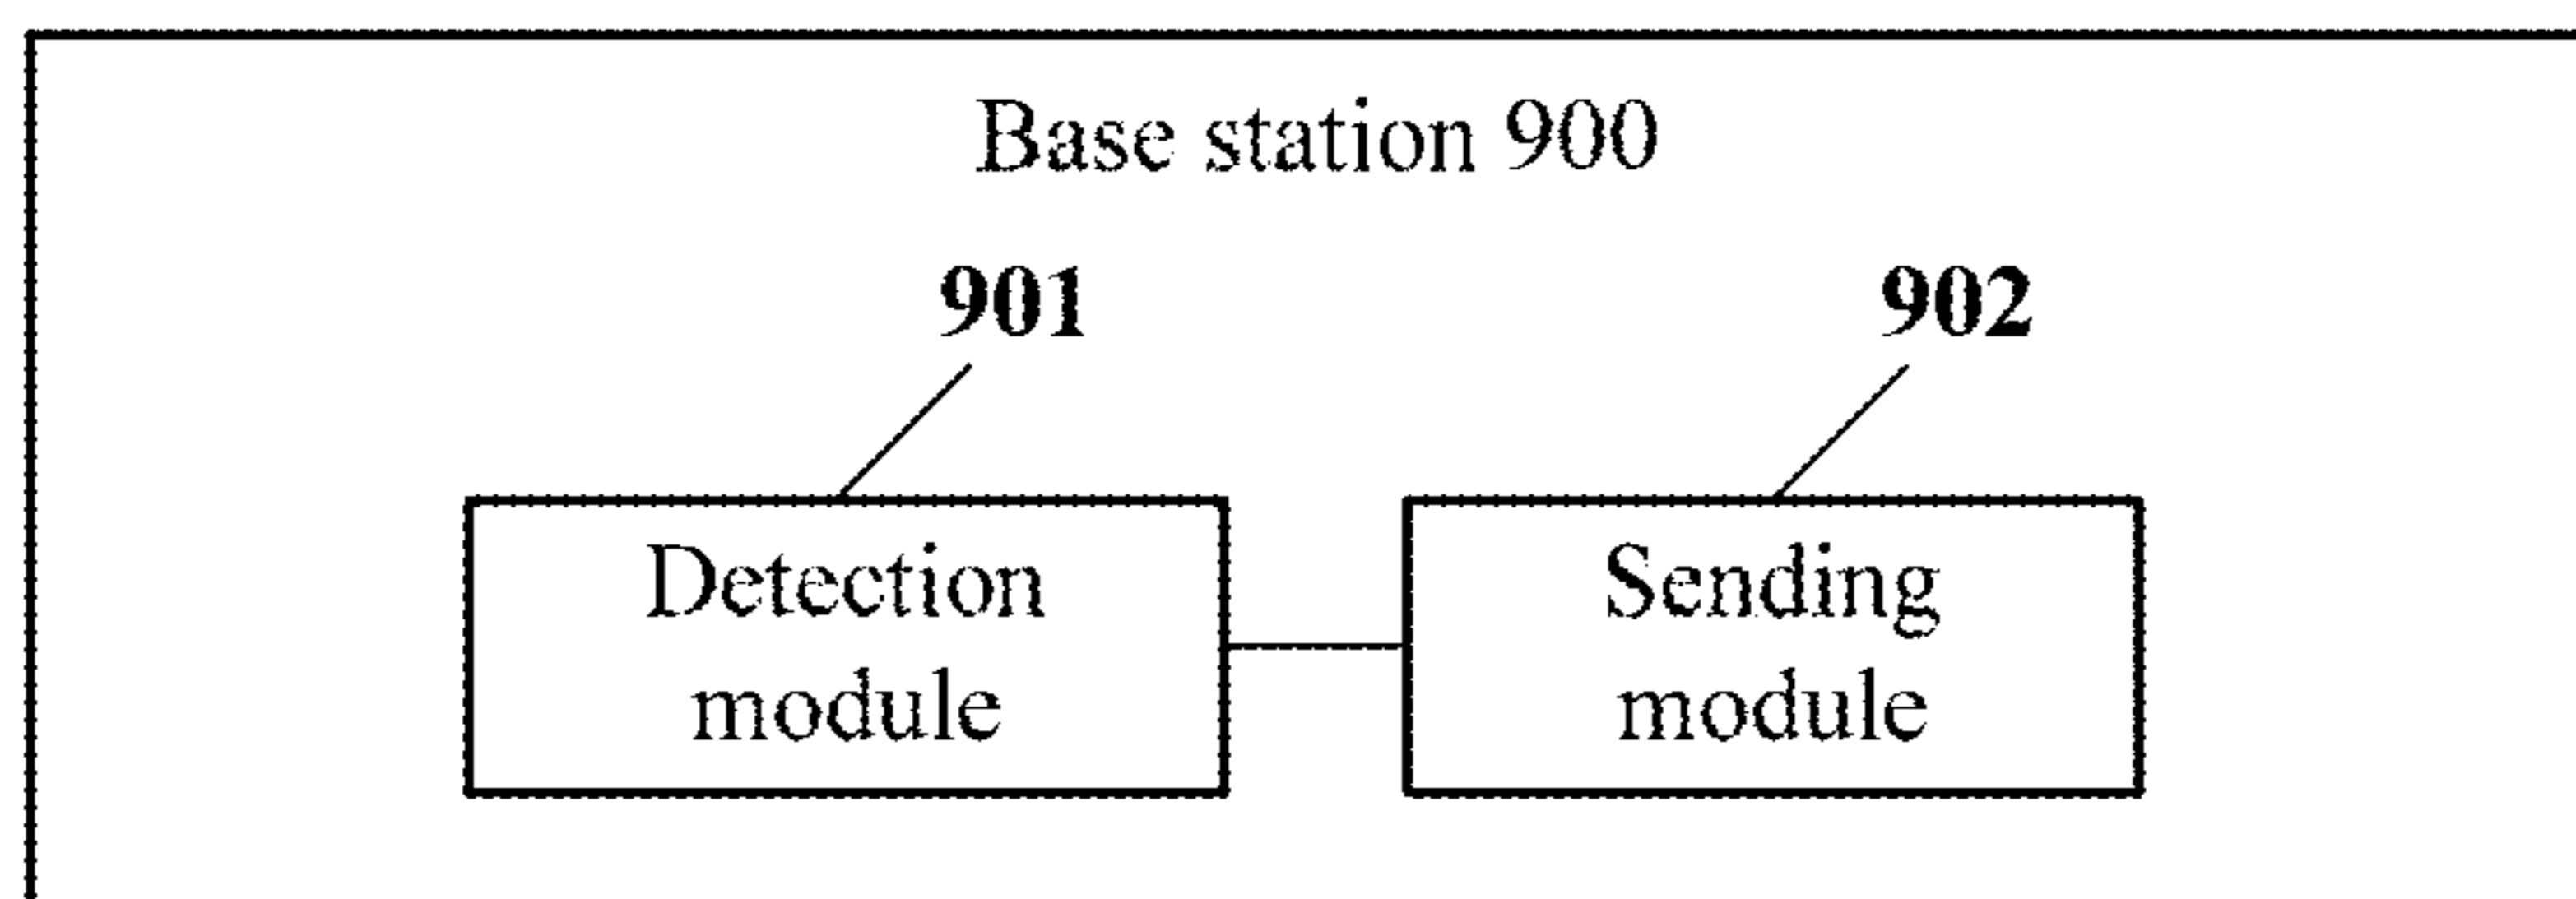 Base station 900
901
902
Detection
module
Sending
module